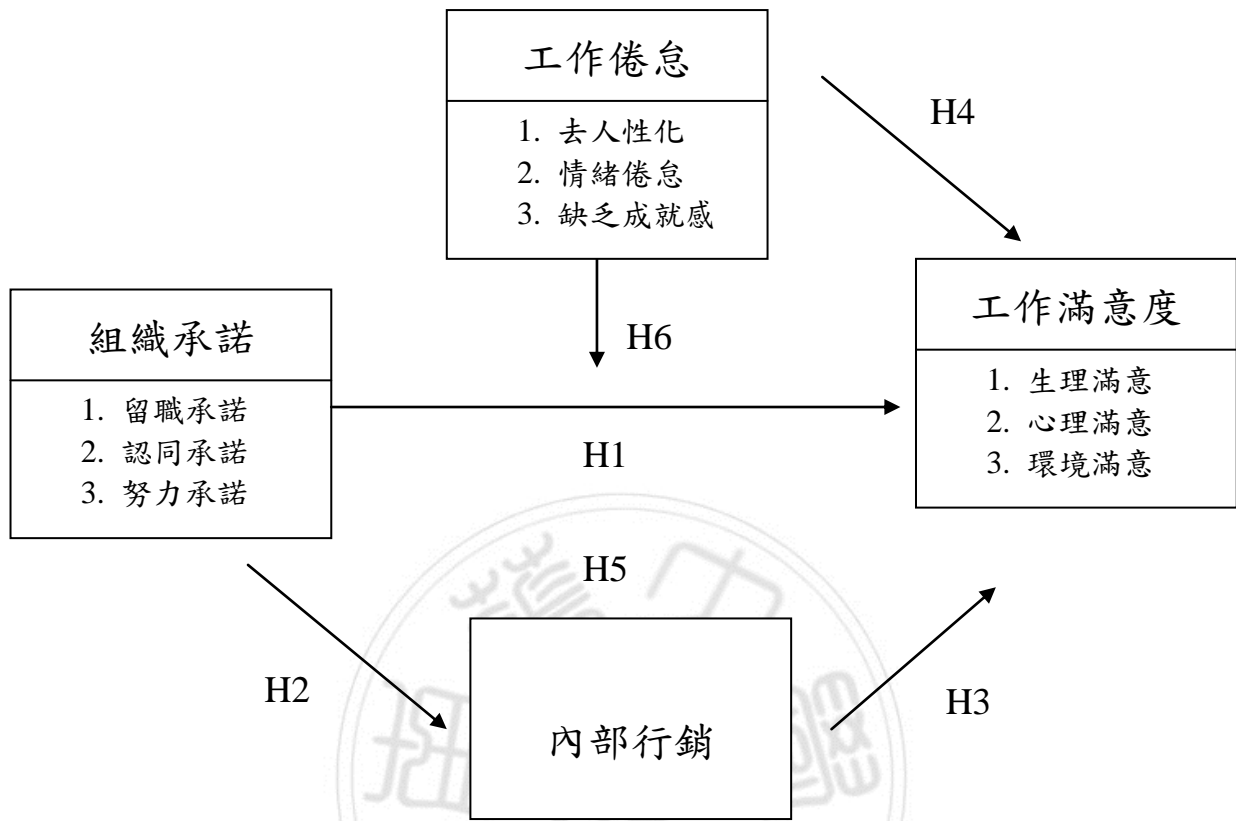 工作倦怠
1. 去人性化
2. 情緒倦怠
3. 缺乏成就感
H4
組織承諾
1. 留職承諾
2. 認同承諾
3. 努力承諾
H6
工作滿意度
1. 生理滿意
2. 心理滿意
3. 環境滿意
H1
H5
H2
內部行銷
H3